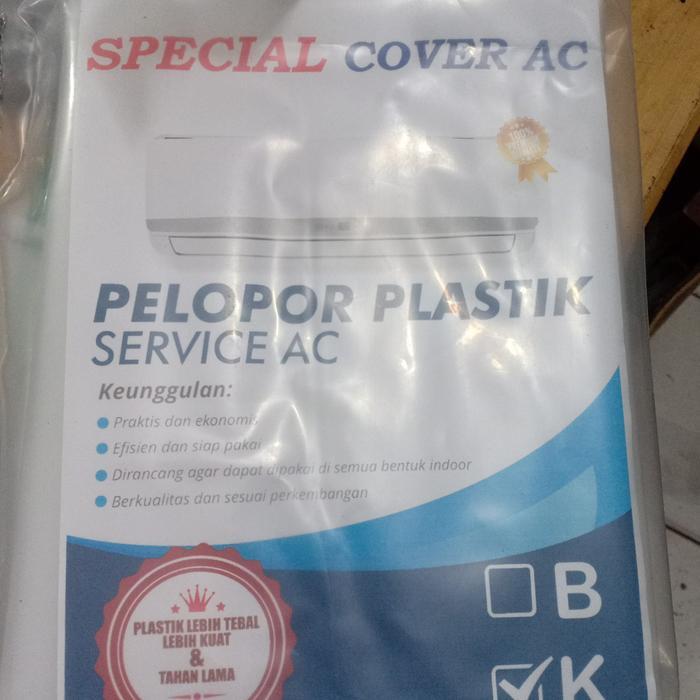 SPECIAL COVER AC
PELOPOR PLASTIK
SERVICE AC
Keunggulan:
Praktis dan ekonomis
Efisien dan siap pakai
Dirancang agar dapat dipakai di semua bentuk indoor
Berkualitas dan sesuai perkembangan
B
PLASTIK LEBIH TEBAL
LEBIH KUAT
&
TAHAN LAMA
K